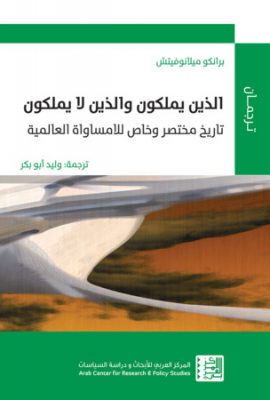 برانكو ميلانوفيتش
ترجمان
الذين يملكون والذين لا يملكون
تاريخ مختصر وخاص للامساواة العالمية
ترجمة: وليد أبو بكر
المركز العربي للأبحاث و دراسة السياسات
Arab Center for Research & Policy Studies